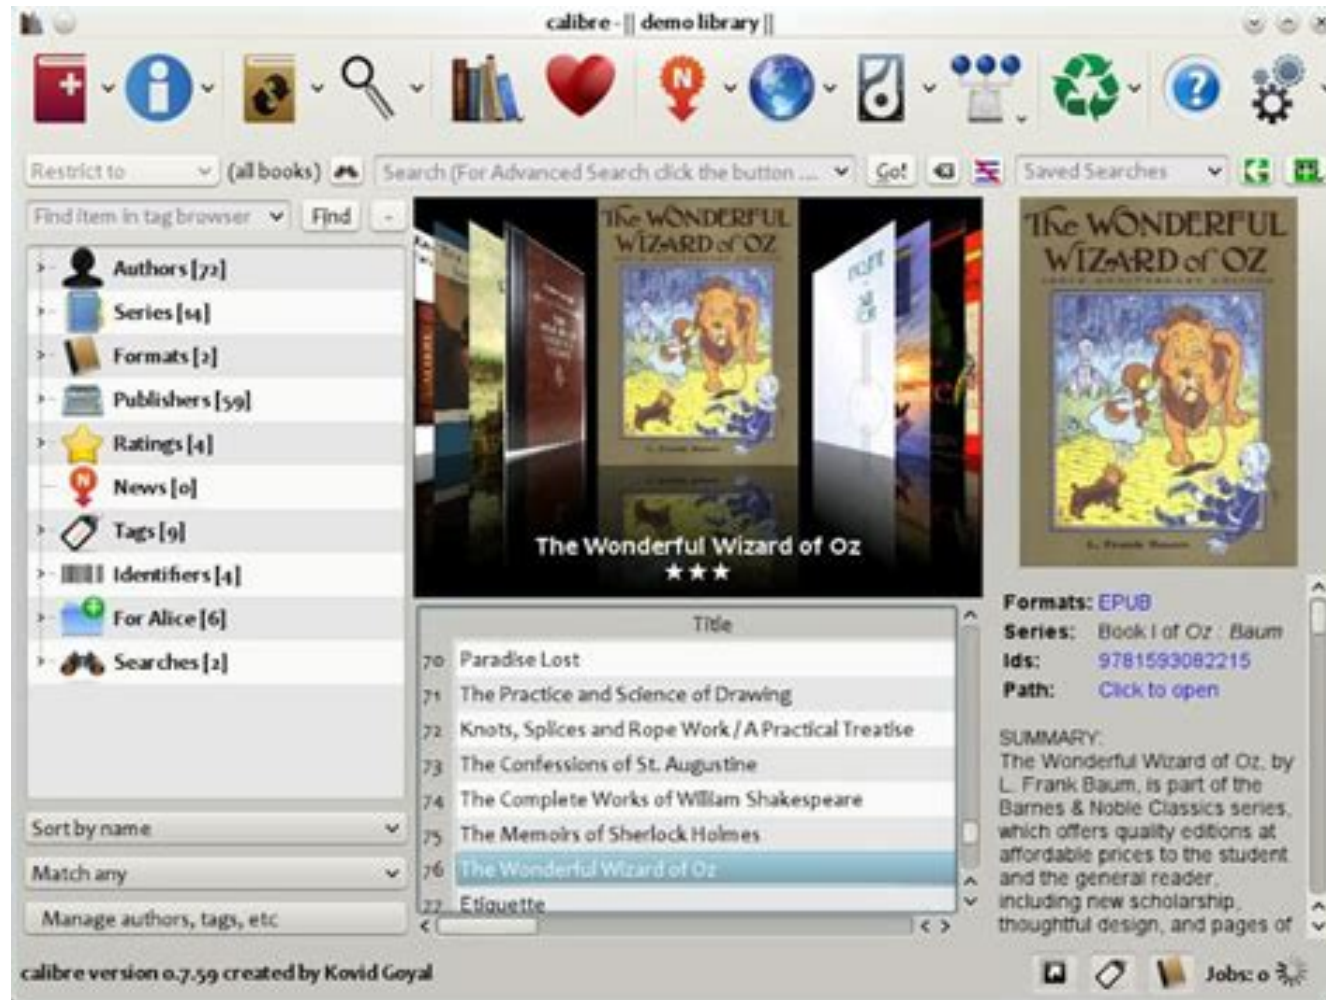 calibre - || demo library ||
Restrict to
(all books)
Search (For Advanced Search click the button ...
Go!
Saved Searches
Find item in tag browser
Find
-
Authors [72]
Series [14]
Formats [2]
Publishers [59]
Ratings [4]
N
News [0]
Tags [9]
Identifiers [4]
For Alice [6]
Searches [2]
Sort by name
Match any
Manage authors, tags, etc
The WONDERFUL
WIZARD of OZ
L. Frank Baum
The Wonderful Wizard of Oz
★★★
Title
70 Paradise Lost
71 The Practice and Science of Drawing
72 Knots, Splices and Rope Work / A Practical Treatise
73 The Confessions of St. Augustine
74 The Complete Works of William Shakespeare
75 The Memoirs of Sherlock Holmes
76 The Wonderful Wizard of Oz
77 Etiquette
The WONDERFUL
WIZARD of OZ
L. Frank Baum
Formats: EPUB
Series: Book I of Oz : Baum
Ids: 9781593082215
Path: Click to open
SUMMARY:
The Wonderful Wizard of Oz, by
L. Frank Baum, is part of the
Barnes & Noble Classics series,
which offers quality editions at
affordable prices to the student
and the general reader,
including new scholarship,
thoughtful design, and pages of
calibre version 0.7.59 created by Kovid Goyal
Jobs: 0